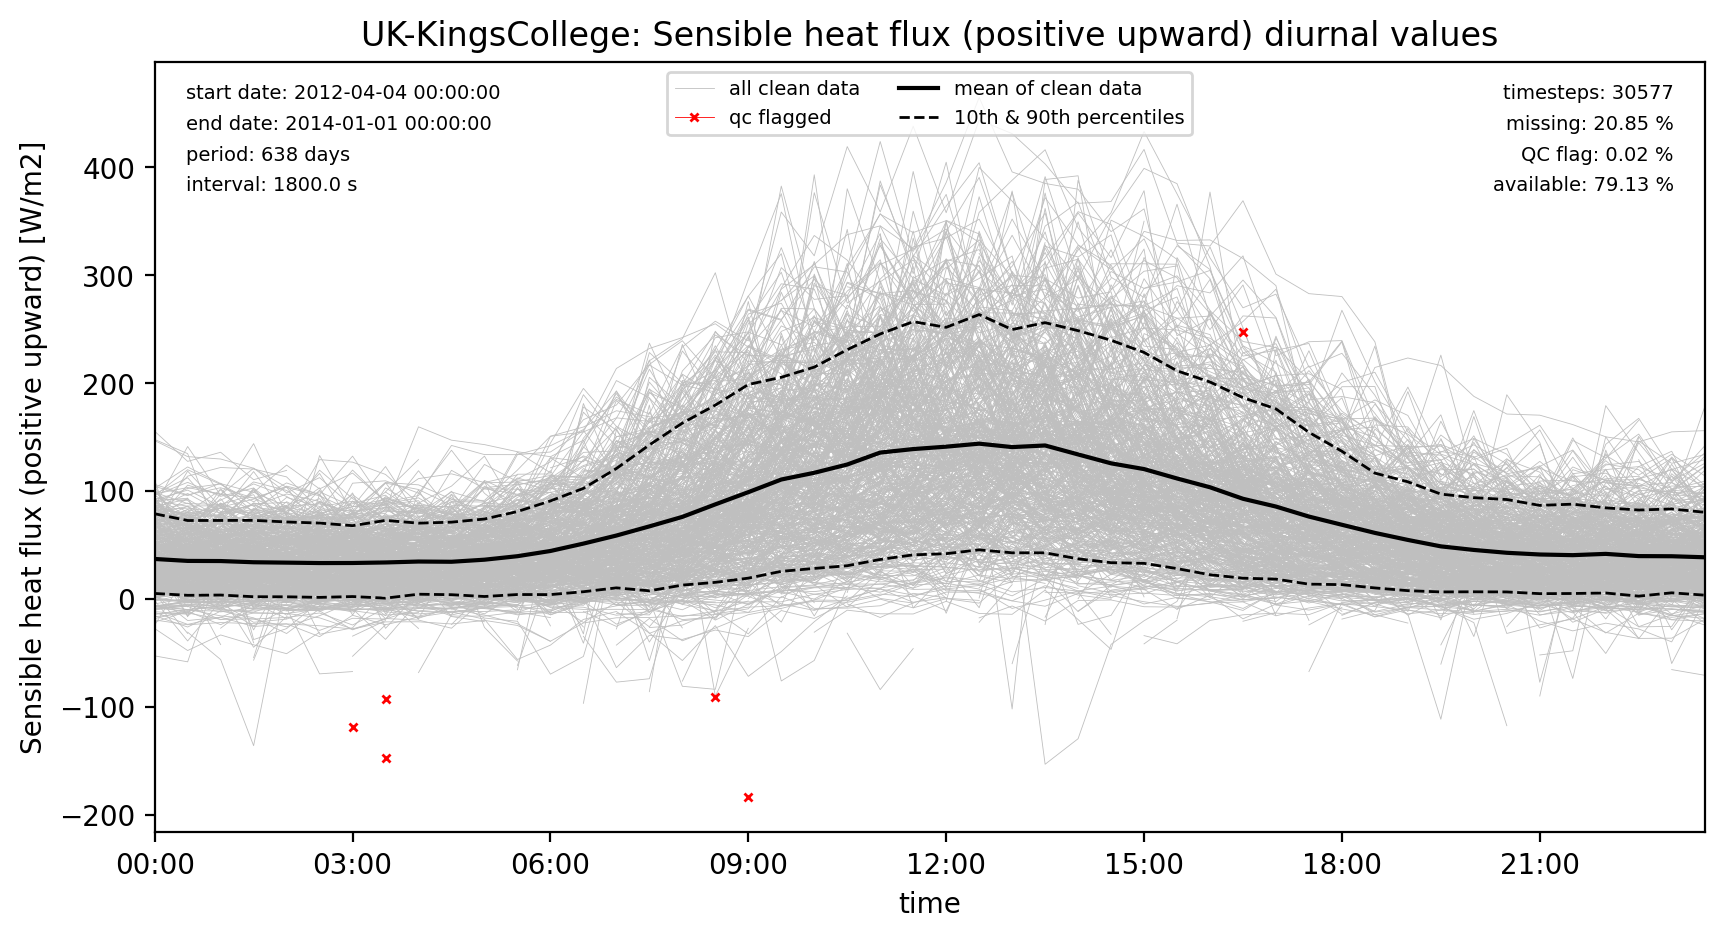 UK-KingsCollege: Sensible heat flux (positive upward) diurnal values
start date: 2012-04-04 00:00:00
end date: 2014-01-01 00:00:00
period: 638 days
interval: 1800.0 s
all clean data
qc flagged
mean of clean data
10th & 90th percentiles
timesteps: 30577
missing: 20.85 %
QC flag: 0.02 %
available: 79.13 %
Sensible heat flux (positive upward) [W/m2]
400
300
200
100
0
−100
−200
00:00 03:00 06:00 09:00 12:00 15:00 18:00 21:00
time